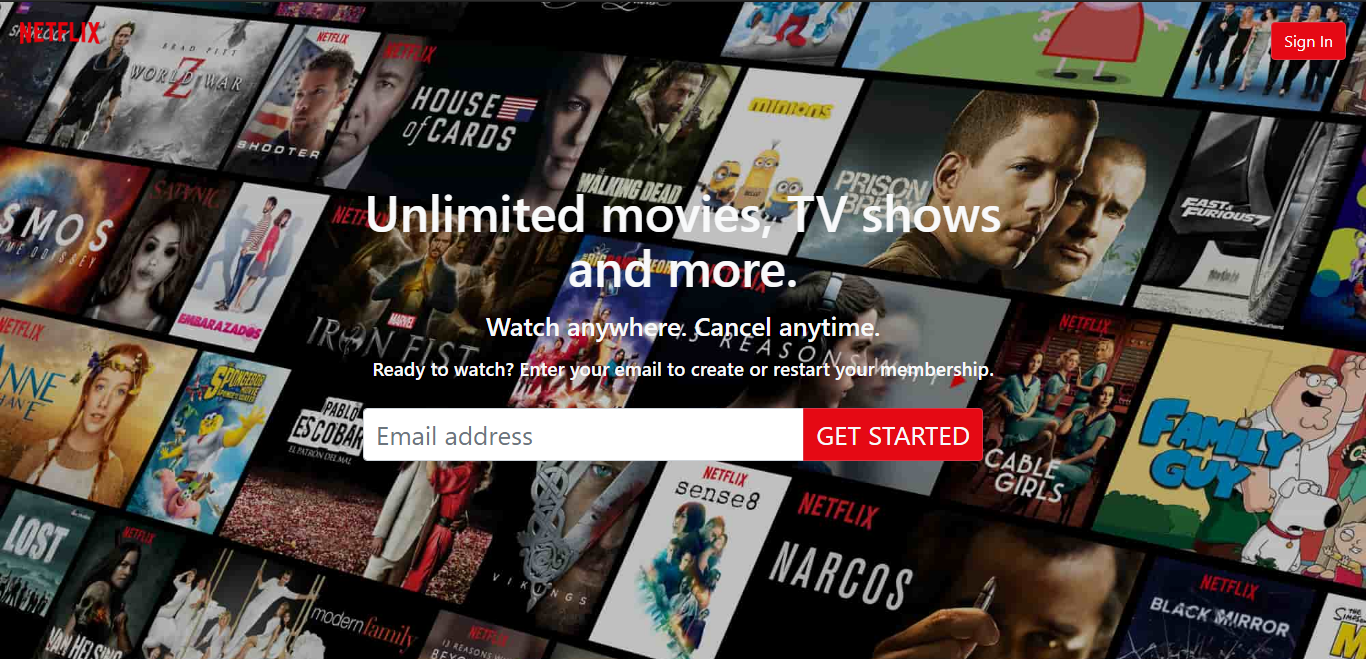 NETFLIX
Sign In
BRAD PITT
WORLD WAR Z
NETFLIX
SHOOTER
NETFLIX
HOUSE
of CARDS
THE
WALKING DEAD
minions
PRISON
FAST &
FURIOUS 7
SATANIC
EMBARAZADOS
NETFLIX
Unlimited movies, TV shows
and more.
Watch anywhere. Cancel anytime.
Ready to watch? Enter your email to create or restart your membership.
Email address
GET STARTED
MARVEL
IRON FIST
13 REASONS WHY
NETFLIX
ANNE
SPONGEBOB
PABLO
ESCOBAR
EL PATRÓN DEL MAL
NETFLIX
CABLE
GIRLS
FAMILY
GUY
LOST
NETFLIX
VAN HELSING
modern family
VIKINGS
NETFLIX
sense8
NETFLIX
13 REASONS WHY
NETFLIX
NARCOS
NETFLIX
BLACK MIRROR
THE